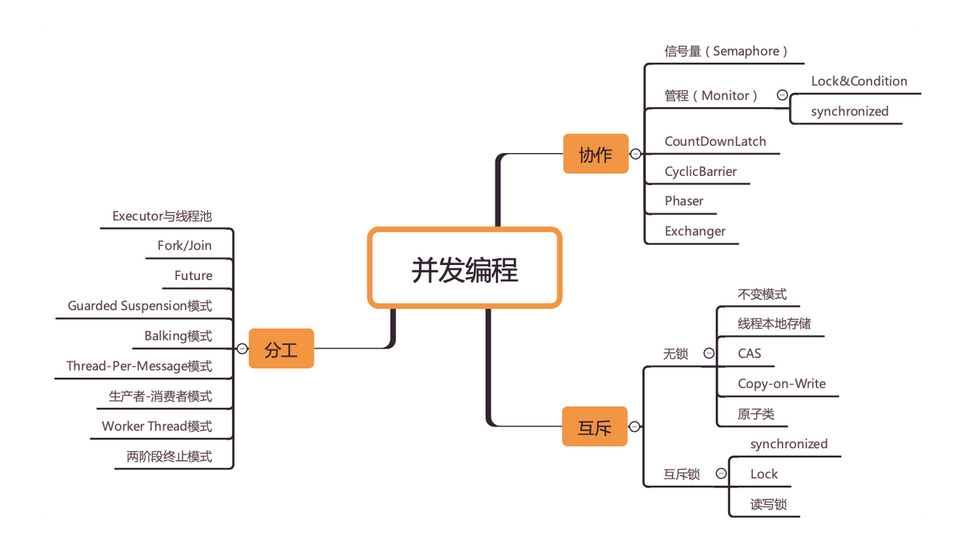 并发编程
协作
信号量（Semaphore）
管程（Monitor）
Lock&Condition
synchronized
CountDownLatch
CyclicBarrier
Phaser
Exchanger
分工
Executor与线程池
Fork/Join
Future
Guarded Suspension模式
Balking模式
Thread-Per-Message模式
生产者-消费者模式
Worker Thread模式
两阶段终止模式
互斥
无锁
不变模式
线程本地存储
CAS
Copy-on-Write
原子类
互斥锁
synchronized
Lock
读写锁